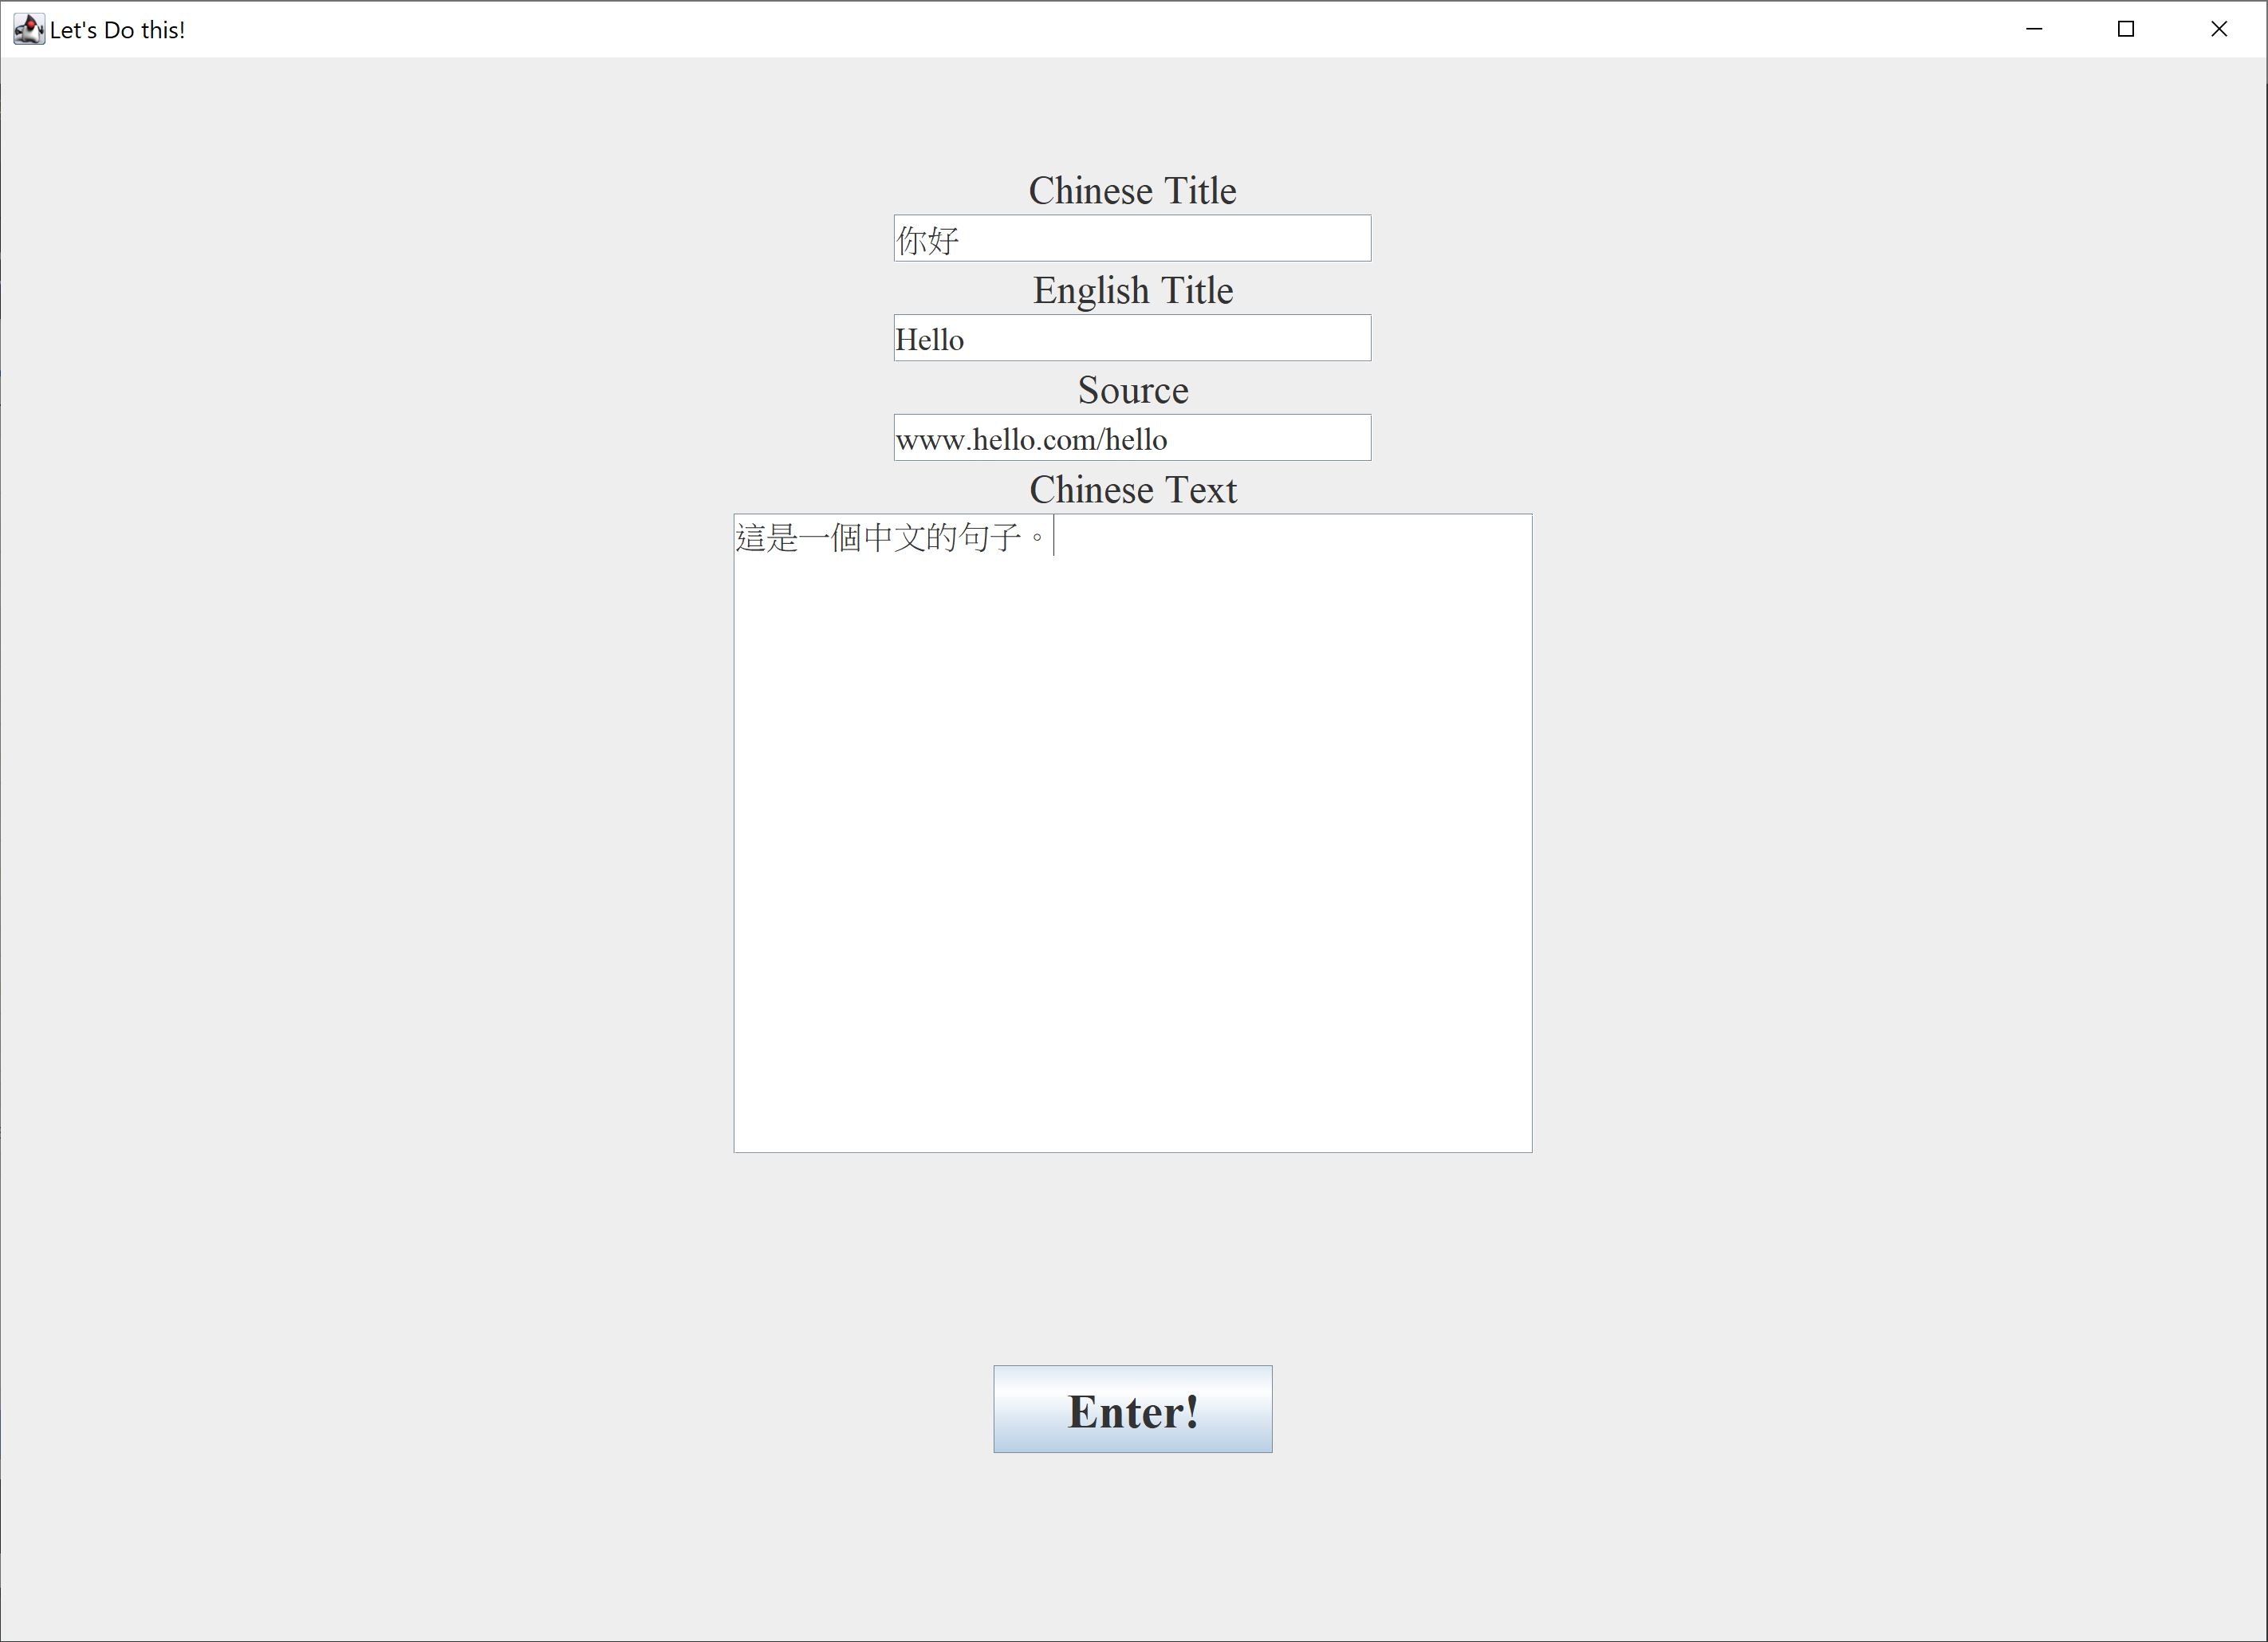 Let's Do this!
Chinese Title
你好
English Title
Hello
Source
www.hello.com/hello
Chinese Text
這是一個中文的句子。
Enter!